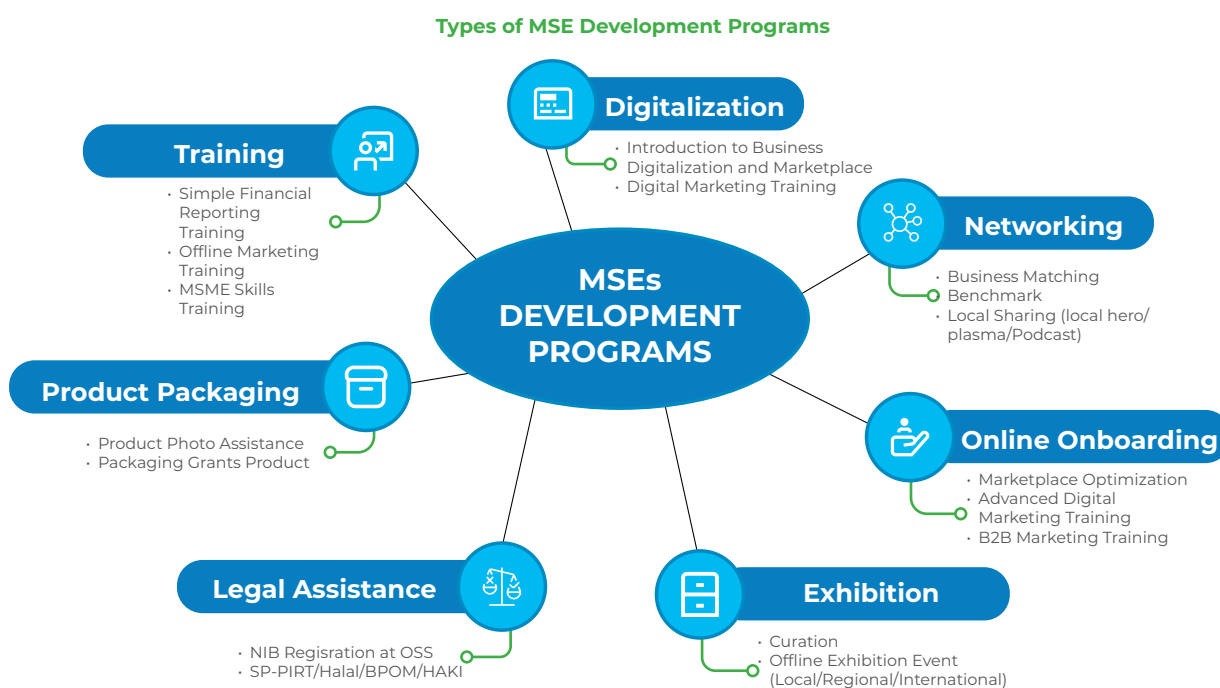 Types of MSE Development Programs
Digitalization
• Introduction to Business
Digitalization and Marketplace
• Digital Marketing Training
Training
• Simple Financial
Reporting
Training
• Offline Marketing
Training
• MSME Skills
Training
Networking
• Business Matching
• Benchmark
• Local Sharing (local hero/
plasma/Podcast)
MSEs
DEVELOPMENT
PROGRAMS
Product Packaging
• Product Photo Assistance
• Packaging Grants Product
Online Onboarding
• Marketplace Optimization
• Advanced Digital
Marketing Training
• B2B Marketing Training
Legal Assistance
• NIB Regisration at OSS
• SP-PIRT/Halal/BPOM/HAKI
Exhibition
• Curation
• Offline Exhibition Event
(Local/Regional/International)